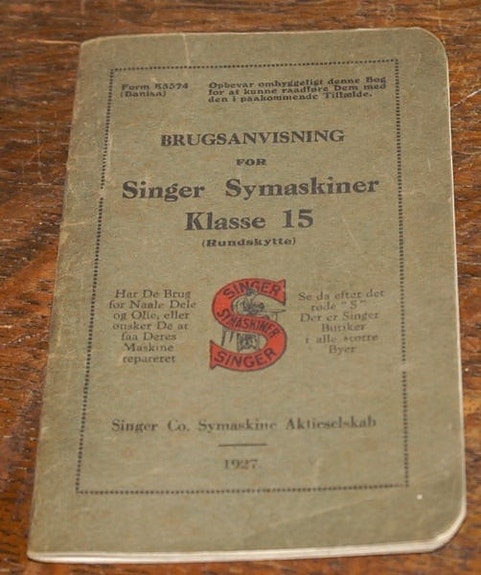 Form 83574
(Danish)
Opbevar omhyggeligt denne Bog
for at kunne raadføre Dem med
den i paakommende Tilfælde.
BRUGSANVISNING
FOR
Singer Symaskiner
Klasse 15
(Rundskytte)
Har De Brug
for Naale Dele
og Olie, eller
ønsker De at
faa Deres
Maskine
repareret
SINGER
SYMASKINER
SINGER
Se da efter det
røde "S"
Der er Singer
Butiker
i alle større
Byer
Singer Co. Symaskine Aktieselskab
1927